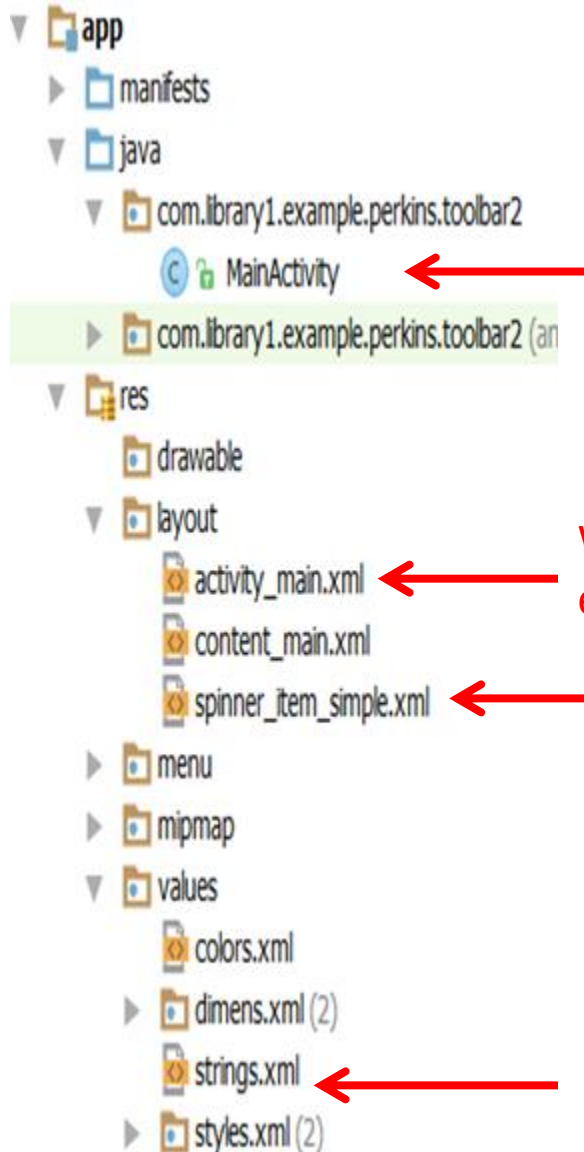 app
manifests
java
com.library1.example.perkins.toolbar2
MainActivity
com.library1.example.perkins.toolbar2 (an
res
drawable
layout
activity_main.xml
content_main.xml
spinner_item_simple.xml
menu
mipmap
values
colors.xml
dimens.xml (2)
strings.xml
styles.xml (2)